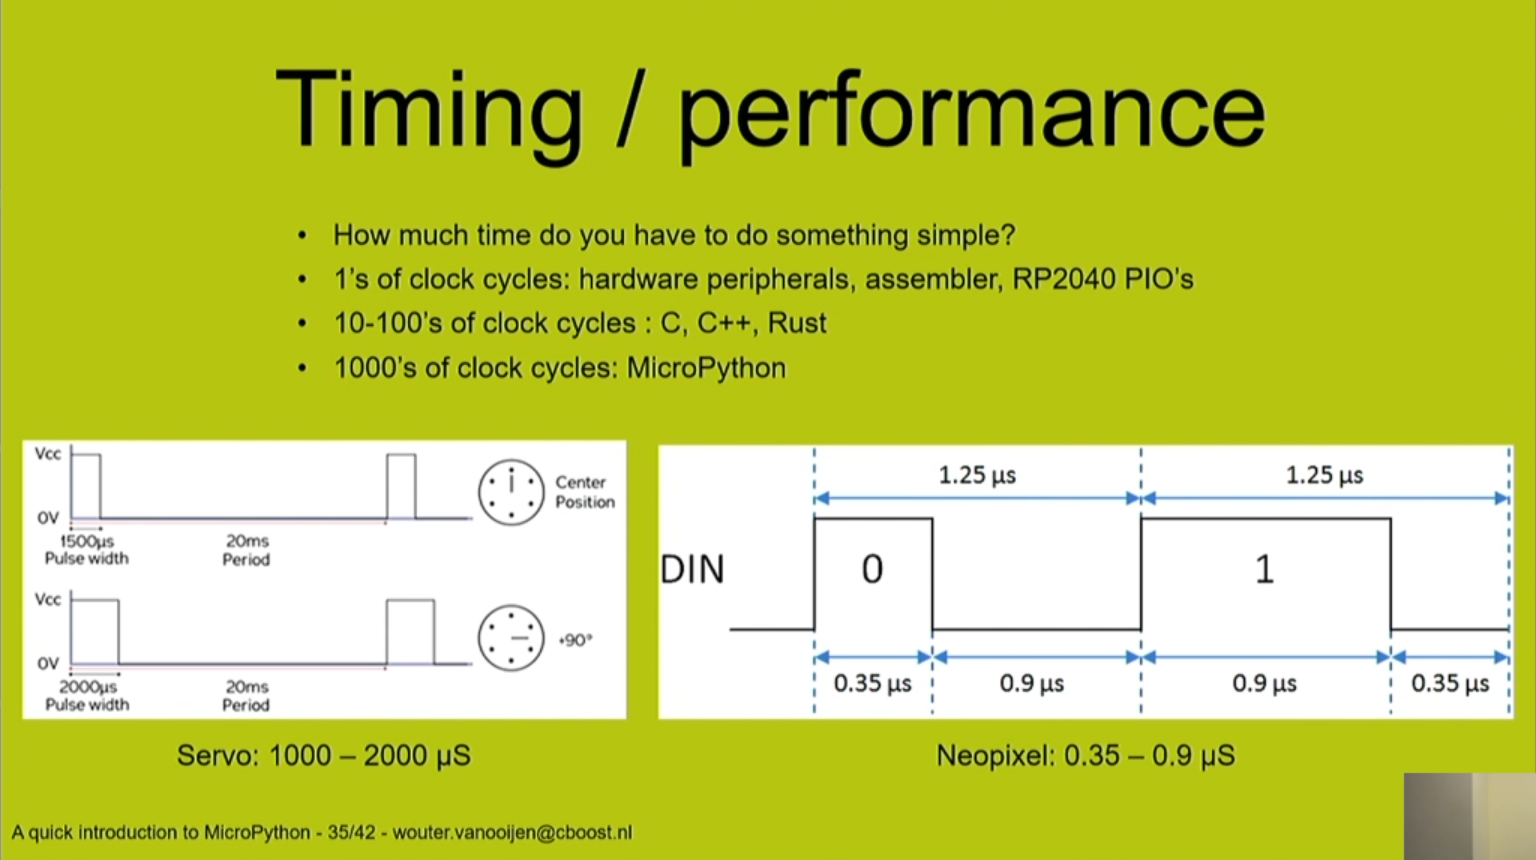 Timing / performance
• How much time do you have to do something simple?
• 1's of clock cycles: hardware peripherals, assembler, RP2040 PIO's
• 10-100's of clock cycles : C, C++, Rust
• 1000's of clock cycles: MicroPython
Vcc
0V
1500µs
Pulse width
20ms
Period
Center
Position
Vcc
0V
2000µs
Pulse width
20ms
Period
+90°
1.25 µs
1.25 µs
DIN
0
1
0.35 µs
0.9 µs
0.9 µs
0.35 µs
Servo: 1000 – 2000 µS
Neopixel: 0.35 – 0.9 µS
A quick introduction to MicroPython - 35/42 - wouter.vanooijen@cboost.nl